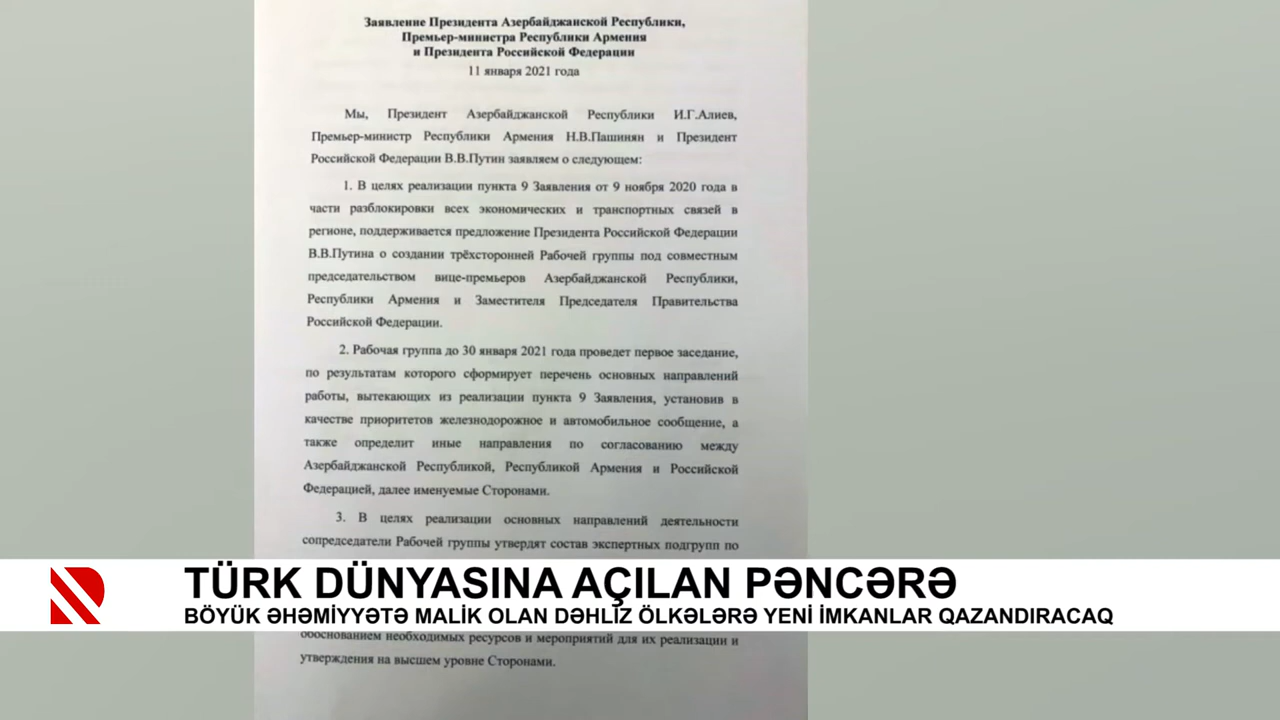 Заявление Президента Азербайджанской Республики,
Премьер-министра Республики Армения
и Президента Российской Федерации
11 января 2021 года
Мы, Президент Азербайджанской Республики И.Г.Алиев,
Премьер-министр Республики Армения Н.В.Пашинян и Президент
Российской Федерации В.В.Путин заявляем о следующем:
1. В целях реализации пункта 9 Заявления от 9 ноября 2020 года в
части разблокировки всех экономических и транспортных связей в
регионе, поддерживается предложение Президента Российской Федерации
В.В.Путина о создании трёхсторонней Рабочей группы под совместным
председательством вице-премьеров Азербайджанской Республики,
Республики Армения и Заместителя Председателя Правительства
Российской Федерации.
2. Рабочая группа до 30 января 2021 года проведет первое заседание,
по результатам которого сформирует перечень основных направлений
работы, вытекающих из реализации пункта 9 Заявления, установив в
качестве приоритетов железнодорожное и автомобильное сообщение, а
также определит иные направления по согласованию между
Азербайджанской Республикой, Республикой Армения и Российской
Федерацией, далее именуемые Сторонами.
3. В целях реализации основных направлений деятельности
сопредседатели Рабочей группы утвердят состав экспертных подгрупп по
TÜRK DÜNYASINA AÇILAN PƏNCƏRƏ
BÖYÜK ƏHƏMİYYƏTƏ MALİK OLAN DƏHLİZ ÖLKƏLƏRƏ YENİ İMKANLAR QAZANDIRACAQ
обоснованием необходимых ресурсов и мероприятий для их реализации и
утверждения на высшем уровне Сторонами.